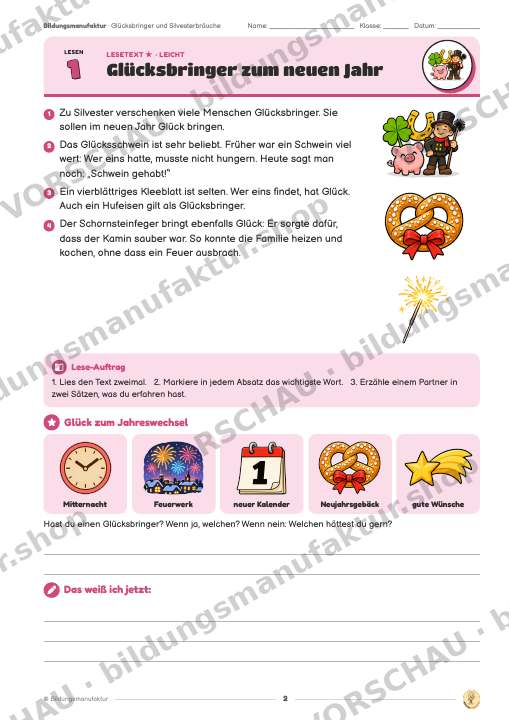 Bildungsmanufaktur · Glücksbringer und Silvesterbräuche Name: Klasse: Datum:
LESEN
1
LESETEXT ★ · LEICHT
Glücksbringer zum neuen Jahr
1 Zu Silvester verschenken viele Menschen Glücksbringer. Sie
sollen im neuen Jahr Glück bringen.
2 Das Glücksschwein ist sehr beliebt. Früher war ein Schwein viel
wert: Wer eins hatte, musste nicht hungern. Heute sagt man
noch: „Schwein gehabt!"
3 Ein vierblättriges Kleeblatt ist selten. Wer eins findet, hat Glück.
Auch ein Hufeisen gilt als Glücksbringer.
4 Der Schornsteinfeger bringt ebenfalls Glück: Er sorgte dafür,
dass der Kamin sauber war. So konnte die Familie heizen und
kochen, ohne dass ein Feuer ausbrach.
Lese-Auftrag
1. Lies den Text zweimal. 2. Markiere in jedem Absatz das wichtigste Wort. 3. Erzähle einem Partner in
zwei Sätzen, was du erfahren hast.
Glück zum Jahreswechsel
1
Mitternacht Feuerwerk neuer Kalender Neujahrsgebäck gute Wünsche
Hast du einen Glücksbringer? Wenn ja, welchen? Wenn nein: Welchen hättest du gern?
Das weiß ich jetzt:
© Bildungsmanufaktur 2
VORSCHAU · bildungsmanufaktur.shop